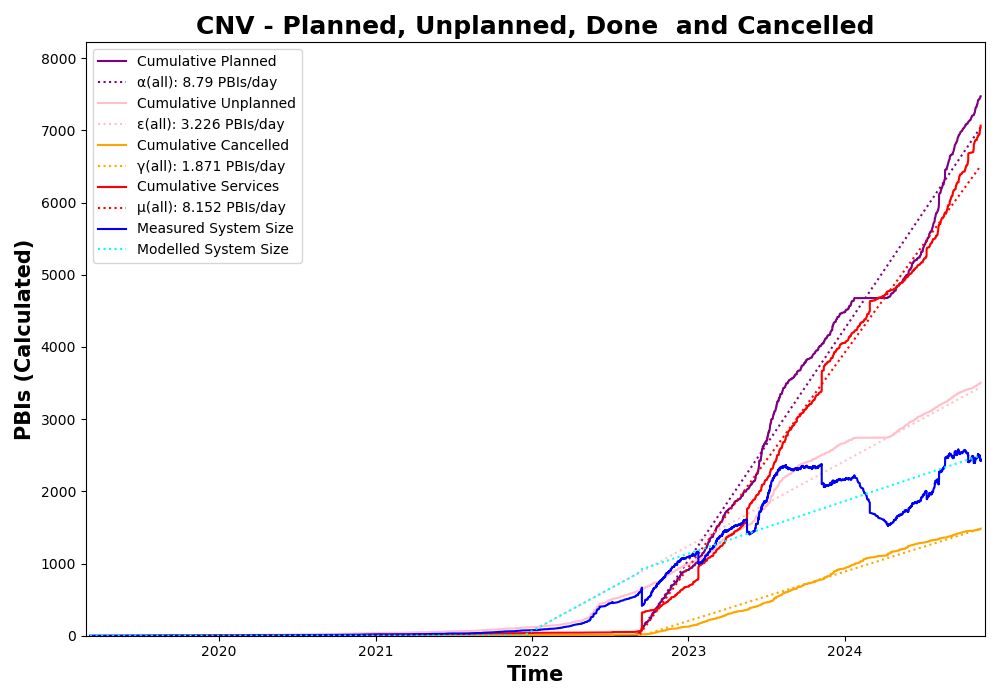 CNV - Planned, Unplanned, Done  and Cancelled
8000
7000
6000
5000
4000
3000
2000
1000
0
PBIs (Calculated)
Cumulative Planned
α(all): 8.79 PBIs/day
Cumulative Unplanned
ε(all): 3.226 PBIs/day
Cumulative Cancelled
γ(all): 1.871 PBIs/day
Cumulative Services
μ(all): 8.152 PBIs/day
Measured System Size
Modelled System Size
2020 2021 2022 2023 2024
Time